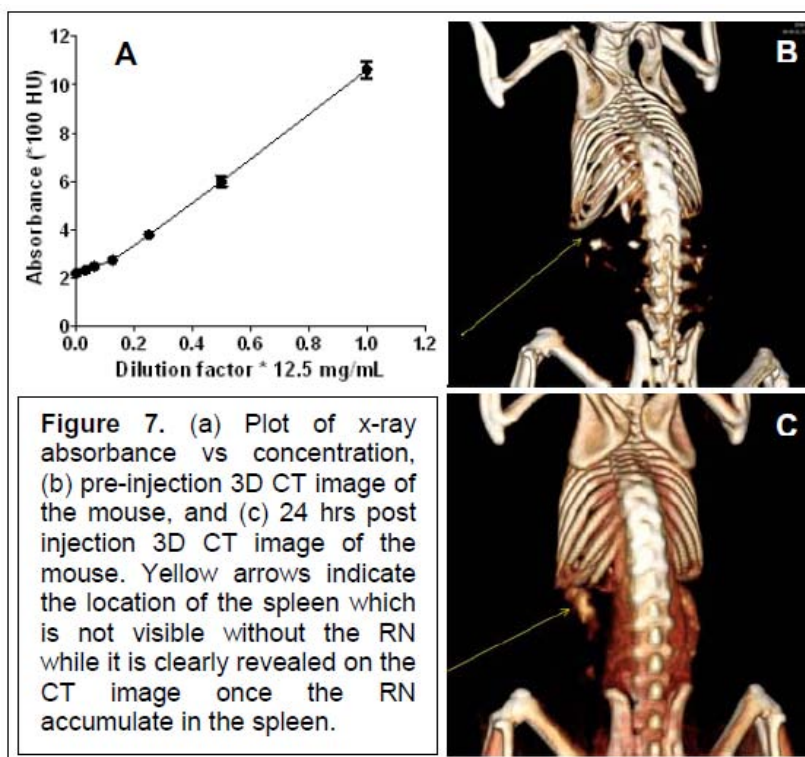 A
12
10
8
6
4
2
0
Absorbance (*100 HU)
0.0 0.2 0.4 0.6 0.8 1.0 1.2
Dilution factor * 12.5 mg/mL
B
C
Figure 7. (a) Plot of x-ray
absorbance vs concentration,
(b) pre-injection 3D CT image of
the mouse, and (c) 24 hrs post
injection 3D CT image of the
mouse. Yellow arrows indicate
the location of the spleen which
is not visible without the RN
while it is clearly revealed on the
CT image once the RN
accumulate in the spleen.